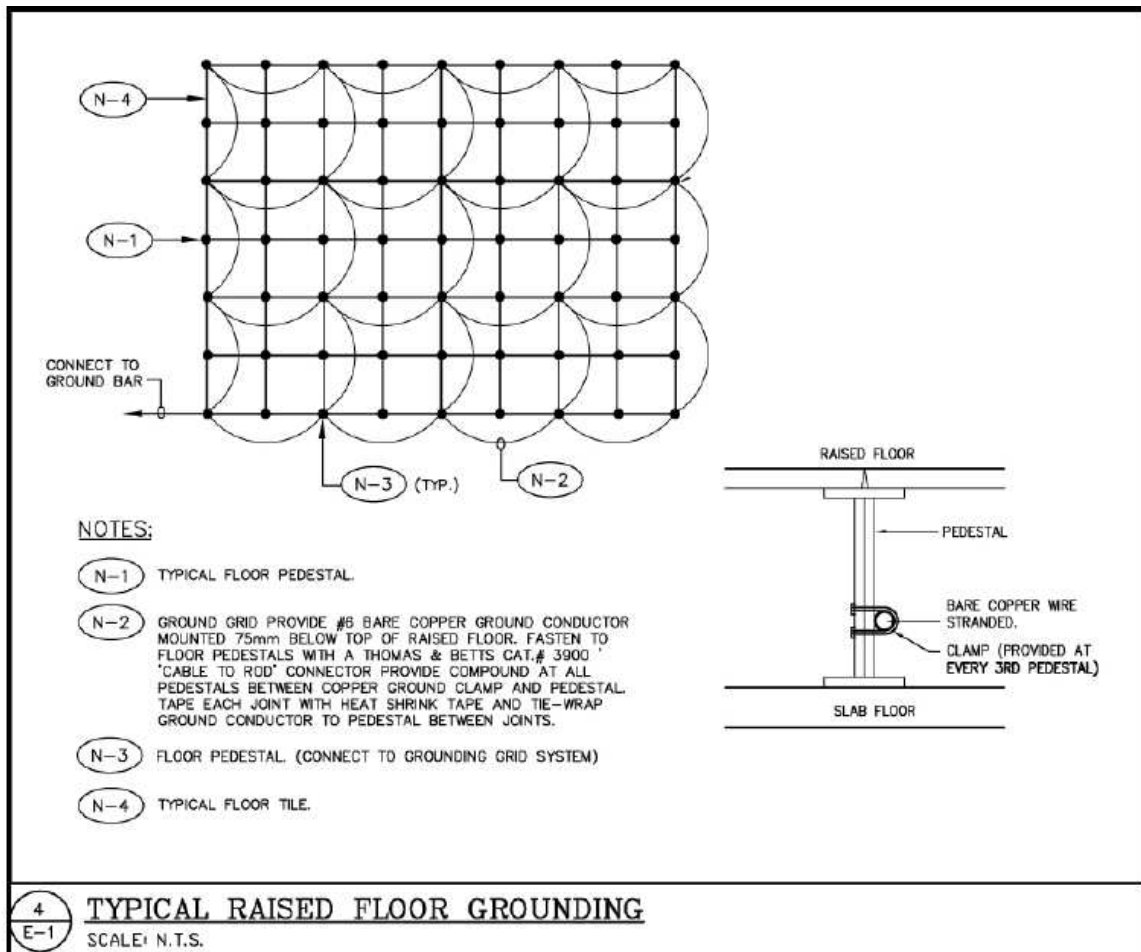 N-4
N-1
CONNECT TO
GROUND BAR
N-3 (TYP.)
N-2
RAISED FLOOR
PEDESTAL
BARE COPPER WIRE
STRANDED.
CLAMP (PROVIDED AT
EVERY 3RD PEDESTAL)
SLAB FLOOR
NOTES:
N-1 TYPICAL FLOOR PEDESTAL.
N-2 GROUND GRID PROVIDE #6 BARE COPPER GROUND CONDUCTOR
MOUNTED 75mm BELOW TOP OF RAISED FLOOR. FASTEN TO
FLOOR PEDESTALS WITH A THOMAS & BETTS CAT.# 3900 '
'CABLE TO ROD' CONNECTOR PROVIDE COMPOUND AT ALL
PEDESTALS BETWEEN COPPER GROUND CLAMP AND PEDESTAL.
TAPE EACH JOINT WITH HEAT SHRINK TAPE AND TIE-WRAP
GROUND CONDUCTOR TO PEDESTAL BETWEEN JOINTS.
N-3 FLOOR PEDESTAL. (CONNECT TO GROUNDING GRID SYSTEM)
N-4 TYPICAL FLOOR TILE.
4
E-1
TYPICAL RAISED FLOOR GROUNDING
SCALE: N.T.S.